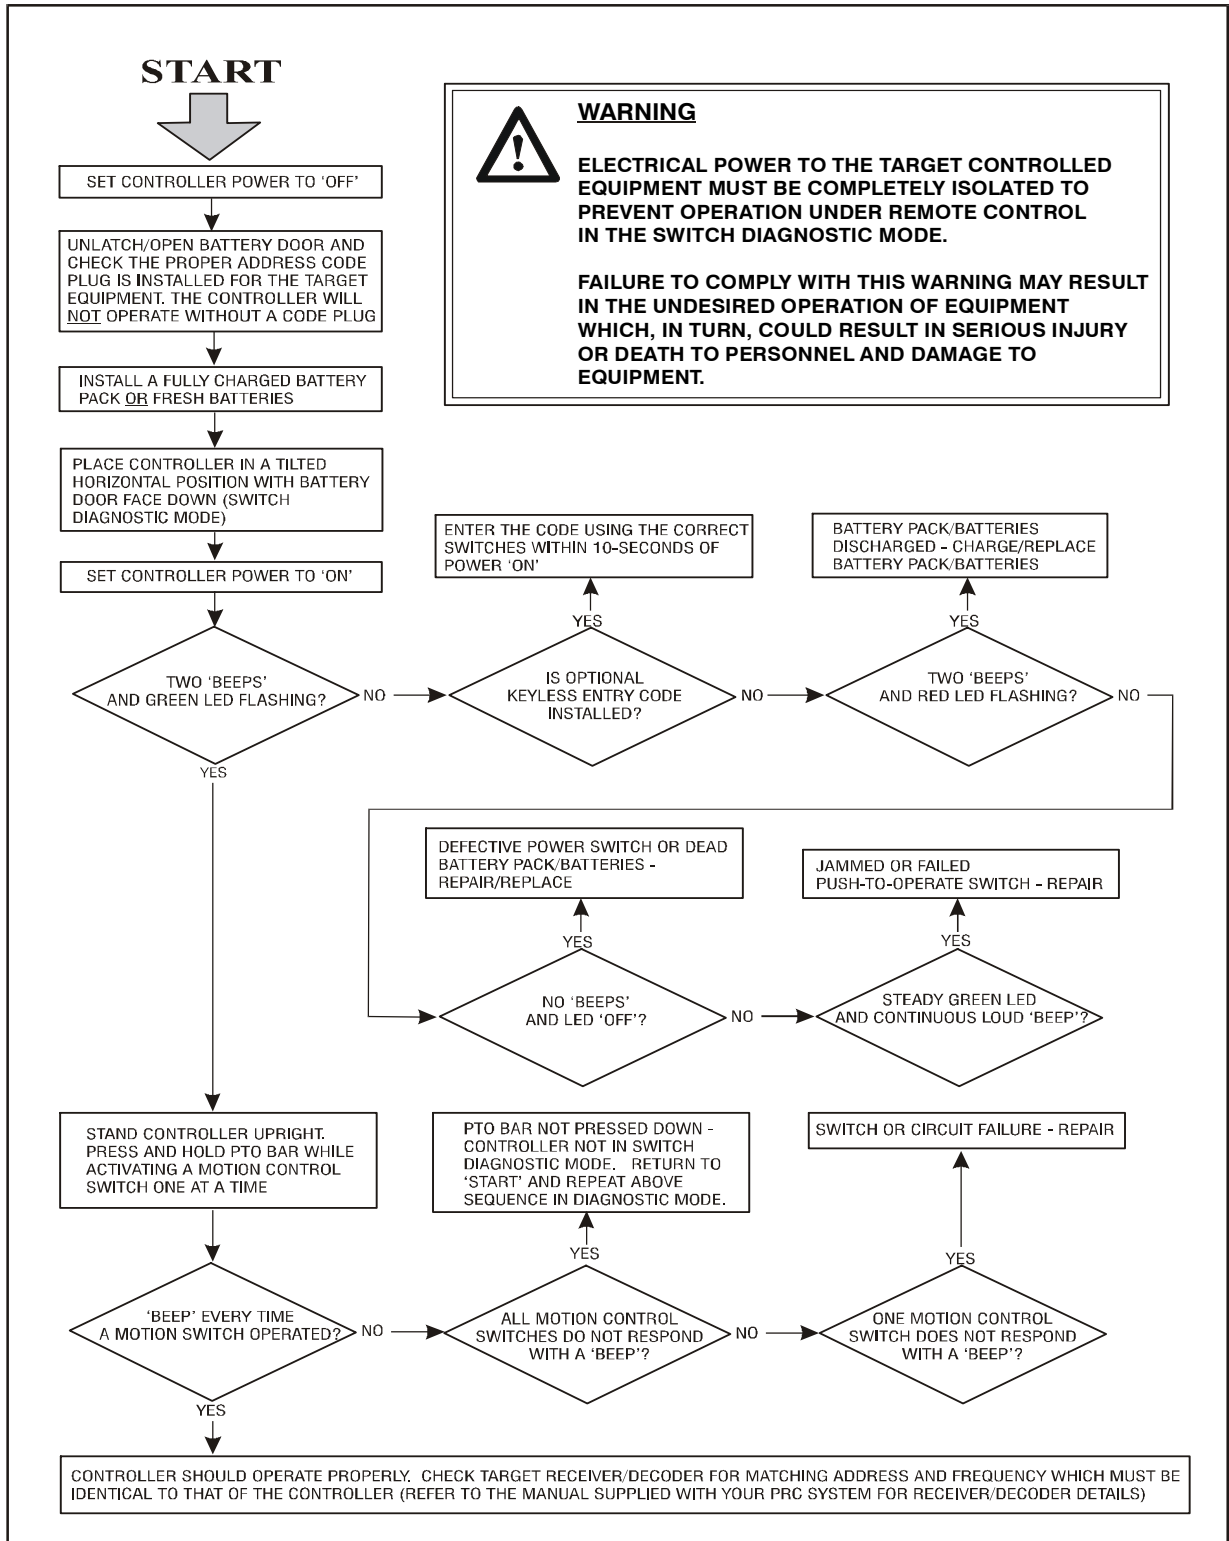 START
SET CONTROLLER POWER TO ‘OFF’
UNLATCH/OPEN BATTERY DOOR AND
CHECK THE PROPER ADDRESS CODE
PLUG IS INSTALLED FOR THE TARGET
EQUIPMENT. THE CONTROLLER WILL
NOT OPERATE WITHOUT A CODE PLUG
INSTALL A FULLY CHARGED BATTERY
PACK OR FRESH BATTERIES
PLACE CONTROLLER IN A TILTED
HORIZONTAL POSITION WITH BATTERY
DOOR FACE DOWN (SWITCH
DIAGNOSTIC MODE)
SET CONTROLLER POWER TO ‘ON’
WARNING
ELECTRICAL POWER TO THE TARGET CONTROLLED
EQUIPMENT MUST BE COMPLETELY ISOLATED TO
PREVENT OPERATION UNDER REMOTE CONTROL
IN THE SWITCH DIAGNOSTIC MODE.
FAILURE TO COMPLY WITH THIS WARNING MAY RESULT
IN THE UNDESIRED OPERATION OF EQUIPMENT
WHICH, IN TURN, COULD RESULT IN SERIOUS INJURY
OR DEATH TO PERSONNEL AND DAMAGE TO
EQUIPMENT.
TWO ‘BEEPS’
AND GREEN LED FLASHING?
NO
YES
ENTER THE CODE USING THE CORRECT
SWITCHES WITHIN 10-SECONDS OF
POWER ‘ON’
YES
IS OPTIONAL
KEYLESS ENTRY CODE
INSTALLED?
NO
BATTERY PACK/BATTERIES
DISCHARGED - CHARGE/REPLACE
BATTERY PACK/BATTERIES
YES
TWO ‘BEEPS’
AND RED LED FLASHING?
NO
DEFECTIVE POWER SWITCH OR DEAD
BATTERY PACK/BATTERIES -
REPAIR/REPLACE
YES
NO ‘BEEPS’
AND LED ‘OFF’?
NO
JAMMED OR FAILED
PUSH-TO-OPERATE SWITCH - REPAIR
YES
STEADY GREEN LED
AND CONTINUOUS LOUD ‘BEEP’?
STAND CONTROLLER UPRIGHT.
PRESS AND HOLD PTO BAR WHILE
ACTIVATING A MOTION CONTROL
SWITCH ONE AT A TIME
‘BEEP’ EVERY TIME
A MOTION SWITCH OPERATED?
NO
YES
PTO BAR NOT PRESSED DOWN -
CONTROLLER NOT IN SWITCH
DIAGNOSTIC MODE. RETURN TO
‘START’ AND REPEAT ABOVE
SEQUENCE IN DIAGNOSTIC MODE.
YES
ALL MOTION CONTROL
SWITCHES DO NOT RESPOND
WITH A ‘BEEP’?
NO
SWITCH OR CIRCUIT FAILURE - REPAIR
YES
ONE MOTION CONTROL
SWITCH DOES NOT RESPOND
WITH A ‘BEEP’?
CONTROLLER SHOULD OPERATE PROPERLY. CHECK TARGET RECEIVER/DECODER FOR MATCHING ADDRESS AND FREQUENCY WHICH MUST BE
IDENTICAL TO THAT OF THE CONTROLLER (REFER TO THE MANUAL SUPPLIED WITH YOUR PRC SYSTEM FOR RECEIVER/DECODER DETAILS)